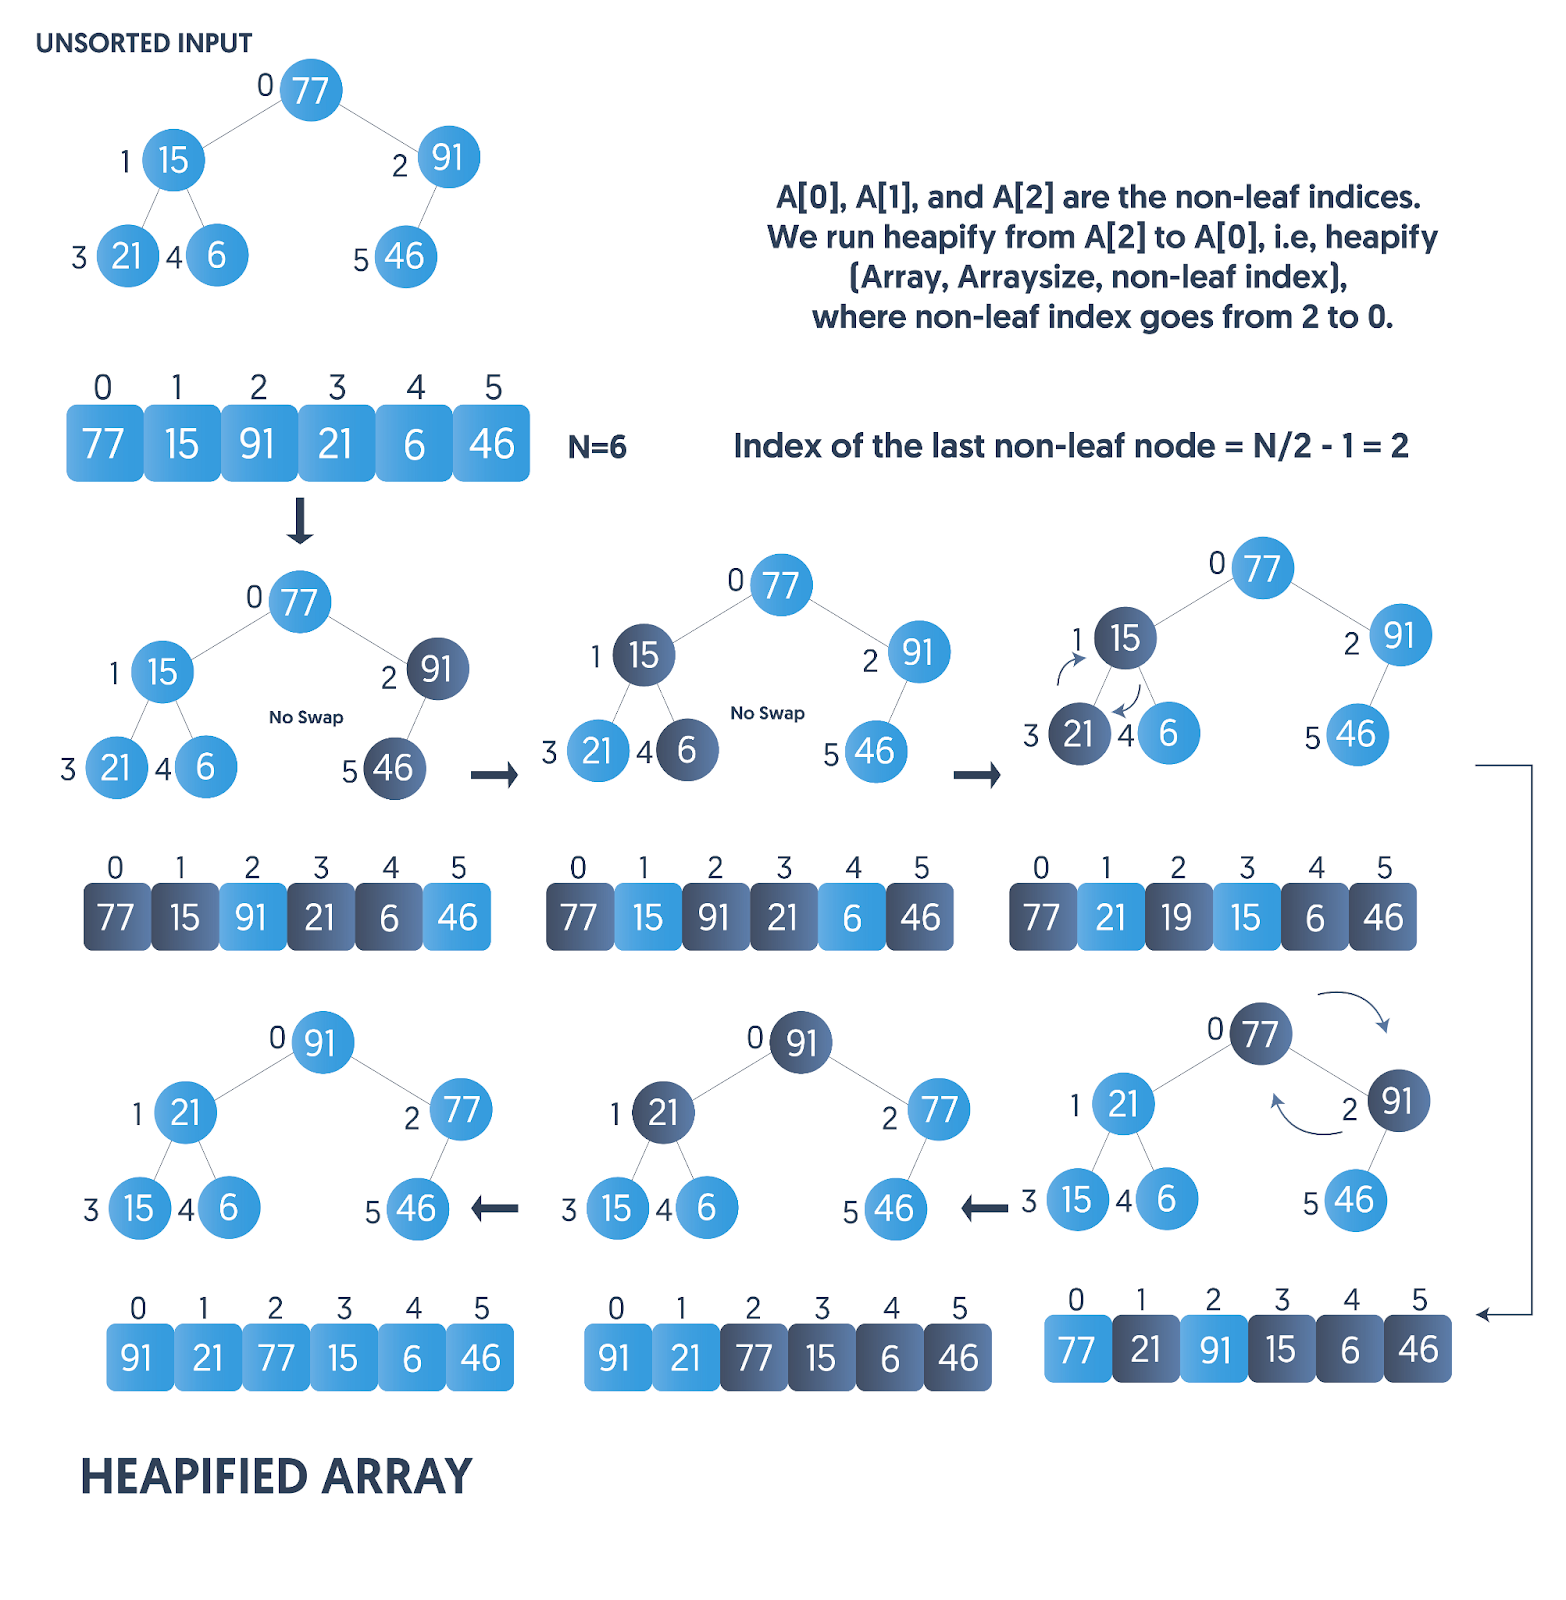 UNSORTED INPUT
0 77
1 15 2 91
3 21 4 6 5 46
A[0], A[1], and A[2] are the non-leaf indices.
We run heapify from A[2] to A[0], i.e, heapify
(Array, Arraysize, non-leaf index),
where non-leaf index goes from 2 to 0.
0 1 2 3 4 5
77 15 91 21 6 46
N=6
Index of the last non-leaf node = N/2 - 1 = 2
0 77
1 15 2 91
No Swap
3 21 4 6 5 46
0 1 2 3 4 5
77 15 91 21 6 46
0 77
1 15 2 91
No Swap
3 21 4 6 5 46
0 1 2 3 4 5
77 15 91 21 6 46
0 77
1 15 2 91
3 21 4 6 5 46
0 1 2 3 4 5
77 21 19 15 6 46
0 77
1 21 2 91
3 15 4 6 5 46
0 1 2 3 4 5
77 21 91 15 6 46
0 91
1 21 2 77
3 15 4 6 5 46
0 1 2 3 4 5
91 21 77 15 6 46
0 91
1 21 2 77
3 15 4 6 5 46
0 1 2 3 4 5
91 21 77 15 6 46
HEAPIFIED ARRAY